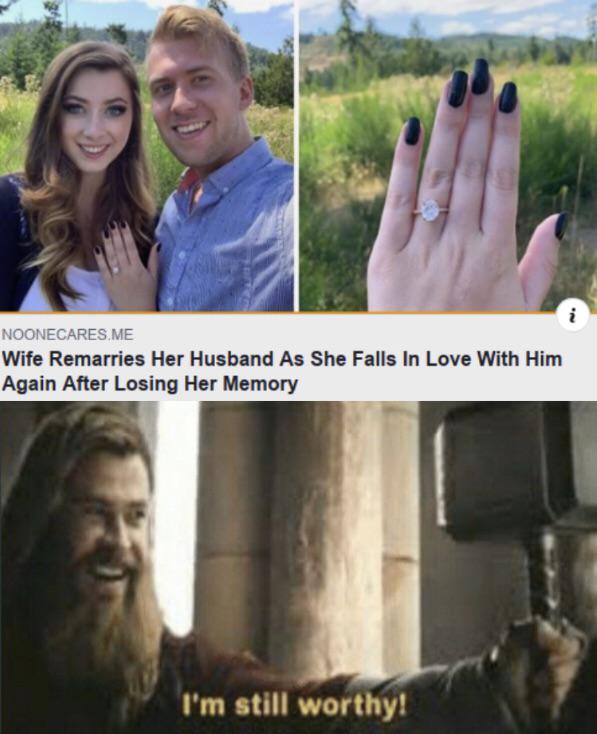 i
NOONECARES.ME
Wife Remarries Her Husband As She Falls In Love With Him
Again After Losing Her Memory
I'm still worthy!